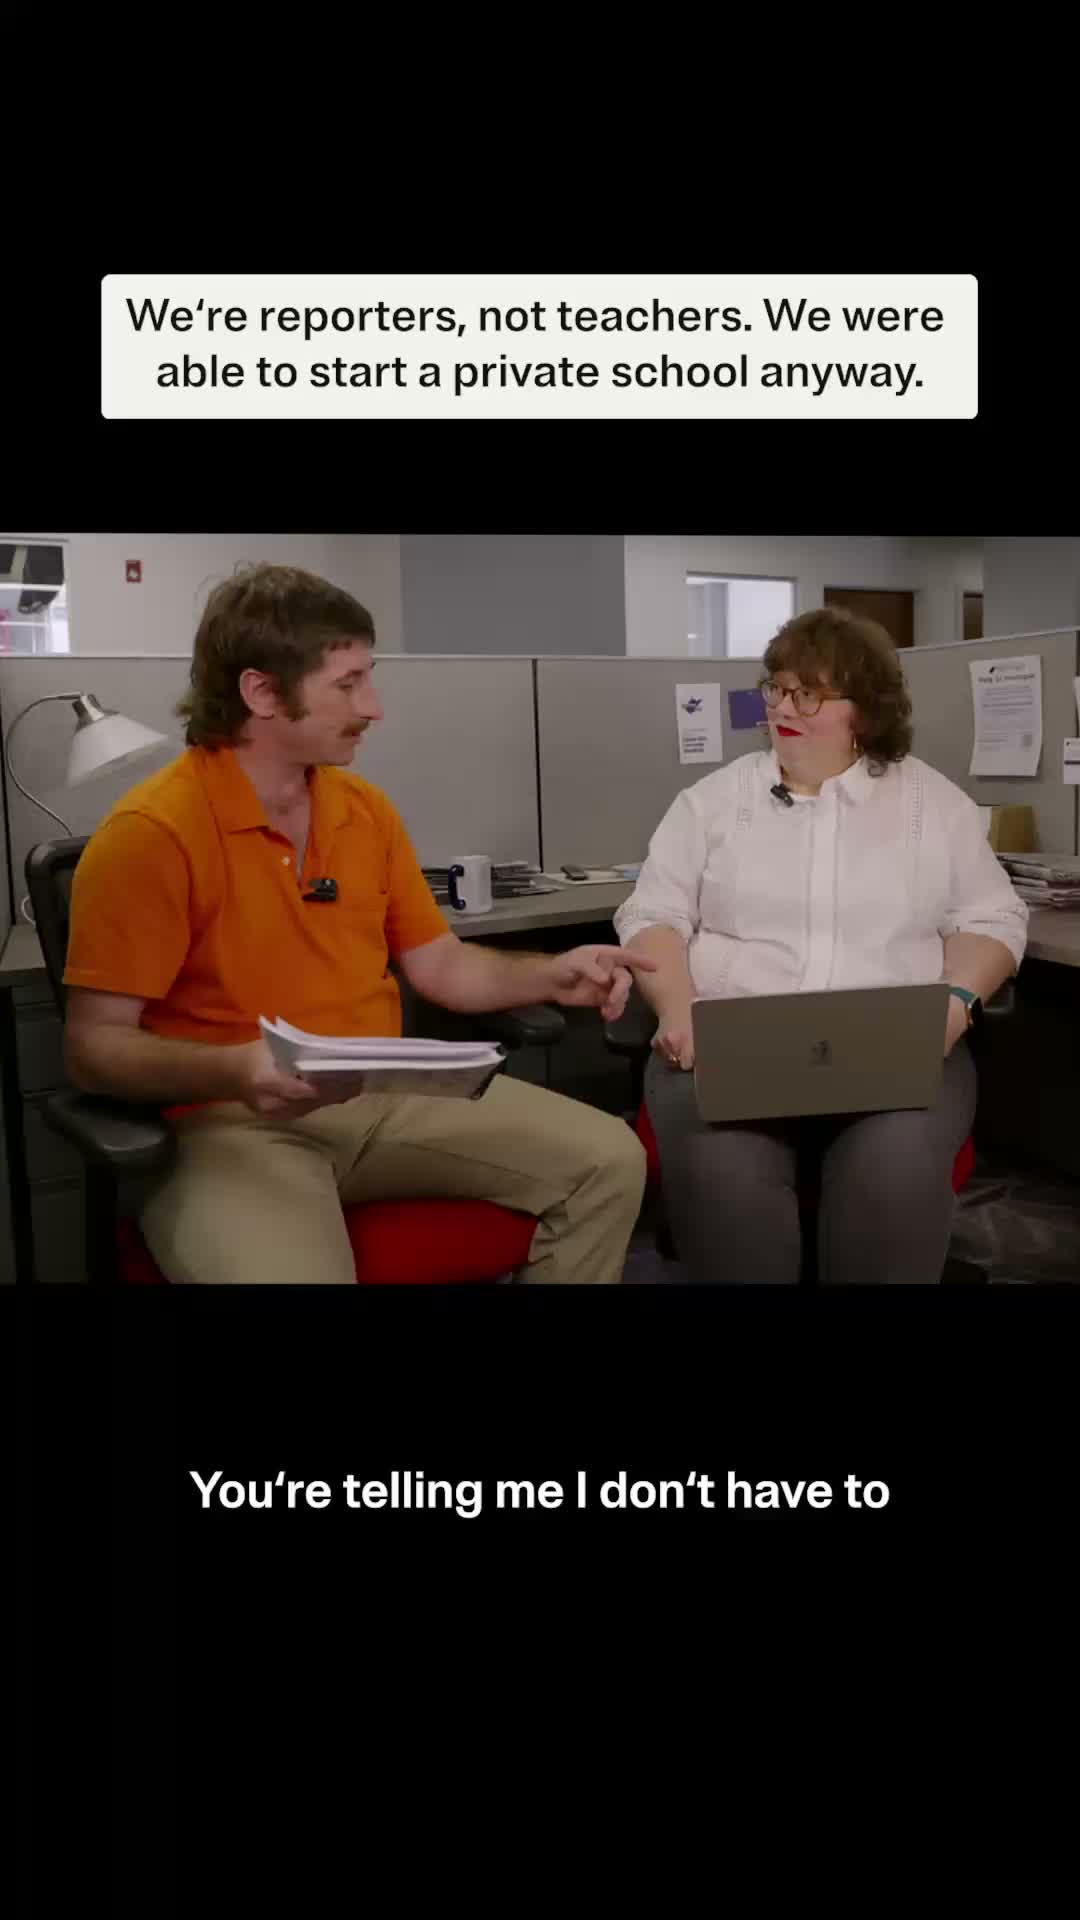 We‘re reporters, not teachers. We were
able to start a private school anyway.
You‘re telling me I don‘t have to